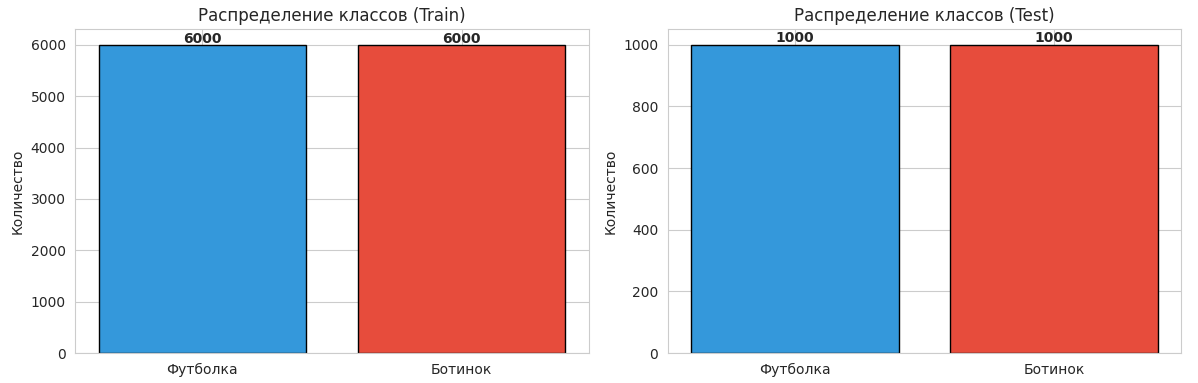 Распределение классов (Train)
6000
6000
6000
5000
4000
3000
2000
1000
0
Количество
Футболка
Ботинок
Распределение классов (Test)
1000
1000
1000
800
600
400
200
0
Количество
Футболка
Ботинок